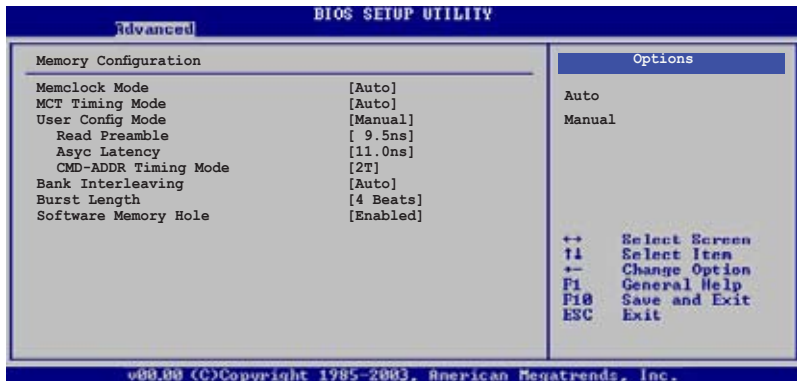 BIOS SETUP UTILITY
Advanced
Memory Configuration
Memclock Mode [Auto]
MCT Timing Mode [Auto]
User Config Mode [Manual]
Read Preamble [ 9.5ns]
Asyc Latency [11.0ns]
CMD-ADDR Timing Mode [2T]
Bank Interleaving [Auto]
Burst Length [4 Beats]
Software Memory Hole [Enabled]
Options
Auto
Manual
↔ Select Screen
↑↓ Select Item
+- Change Option
F1 General Help
F10 Save and Exit
ESC Exit
v00.00 (C)Copyright 1985-2003, American Megatrends, Inc.